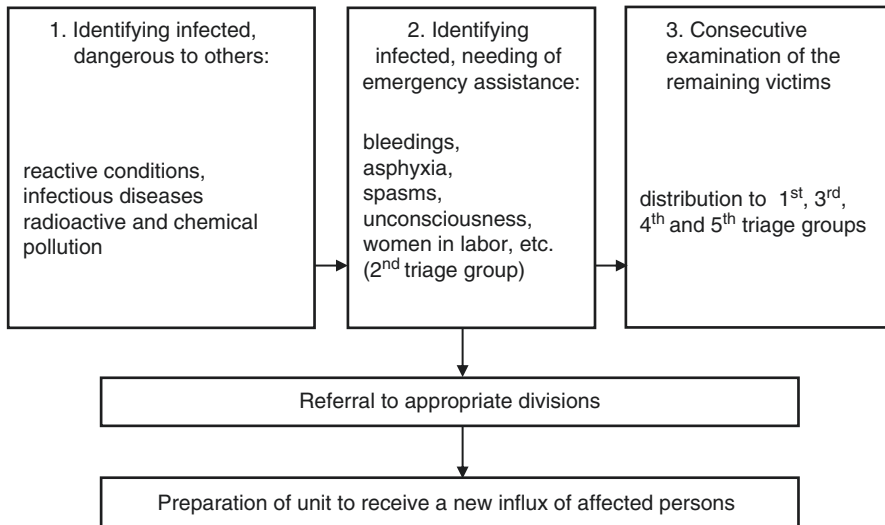 1. Identifying infected,
dangerous to others:
reactive conditions,
infectious diseases
radioactive and chemical
pollution
2. Identifying
infected, needing of
emergency assistance:
bleedings,
asphyxia,
spasms,
unconsciousness,
women in labor, etc.
(2nd triage group)
3. Consecutive
examination of the
remaining victims
distribution to 1st, 3rd,
4th and 5th triage groups
Referral to appropriate divisions
Preparation of unit to receive a new influx of affected persons